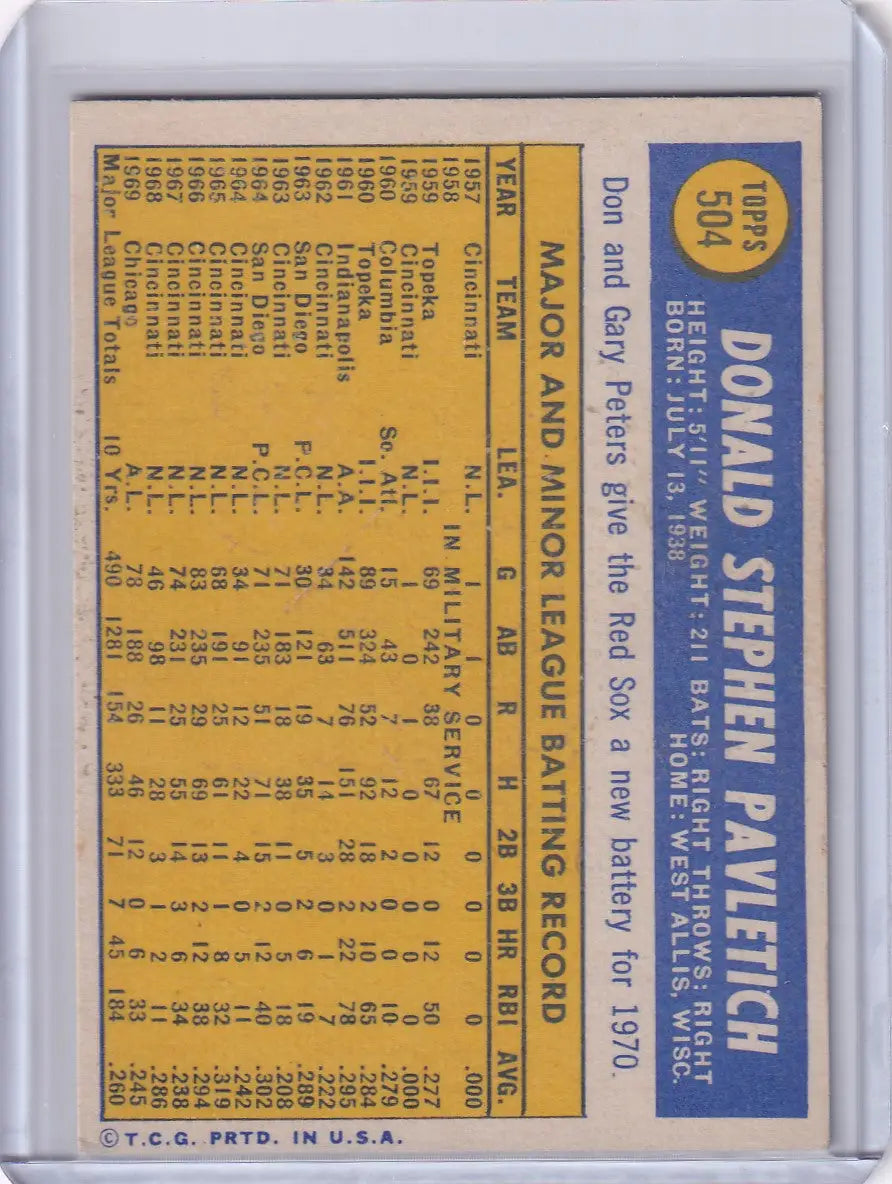 TOPPS
504
DONALD STEPHEN PAVLETICH
HEIGHT: 5'11" WEIGHT: 211 BATS: RIGHT THROWS: RIGHT
BORN: JULY 13, 1938 HOME: WEST ALLIS, WISC.
Don and Gary Peters give the Red Sox a new battery for 1970.
MAJOR AND MINOR LEAGUE BATTING RECORD
YEAR TEAM LEA. G AB R H 2B 3B HR RBI AVG.
1957 Cincinnati N.L. 1 1 0 0 0 0 0 0 .000
1958 IN MILITARY SERVICE
1959 Topeka I.I.I. 69 242 38 67 12 0 12 50 .277
1959 Cincinnati N.L. 1 0 1 0 0 0 0 0 .000
1960 Columbia So. Atl. 15 43 7 12 2 0 0 10 .279
1960 Topeka I.I.I. 89 324 52 92 18 2 10 65 .284
1961 Indianapolis A.A. 142 511 76 151 28 2 22 78 .295
1962 Cincinnati N.L. 34 63 7 14 3 0 1 7 .222
1963 San Diego P.C.L. 30 121 19 35 5 2 6 19 .289
1963 Cincinnati N.L. 71 183 18 38 11 0 5 18 .208
1964 San Diego P.C.L. 71 235 51 71 15 2 12 40 .302
1964 Cincinnati N.L. 34 91 12 22 4 0 5 11 .242
1965 Cincinnati N.L. 68 191 25 61 11 1 8 32 .319
1966 Cincinnati N.L. 83 235 29 69 13 2 12 38 .294
1967 Cincinnati N.L. 74 231 25 55 14 3 6 34 .238
1968 Cincinnati N.L. 46 98 11 28 3 1 2 11 .286
1969 Chicago A.L. 78 188 26 46 12 0 6 33 .245
Major League Totals 10 Yrs. 490 1281 154 333 71 7 45 184 .260
© T.C.G. PRTD. IN U.S.A.